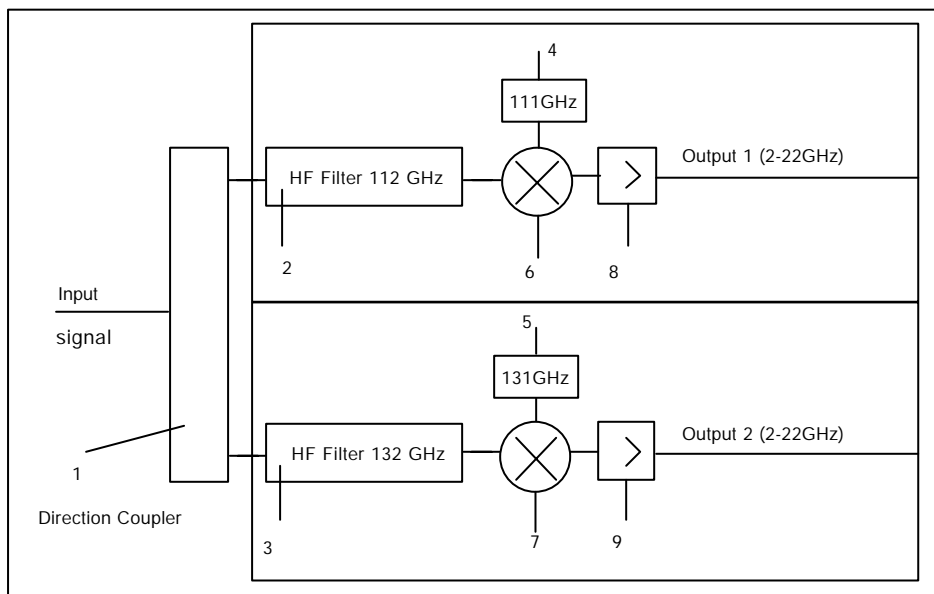 4
111GHz
Output 1 (2-22GHz)
HF Filter 112 GHz
2
6
8
Input
signal
5
131GHz
Output 2 (2-22GHz)
HF Filter 132 GHz
1
Direction Coupler
3
7
9